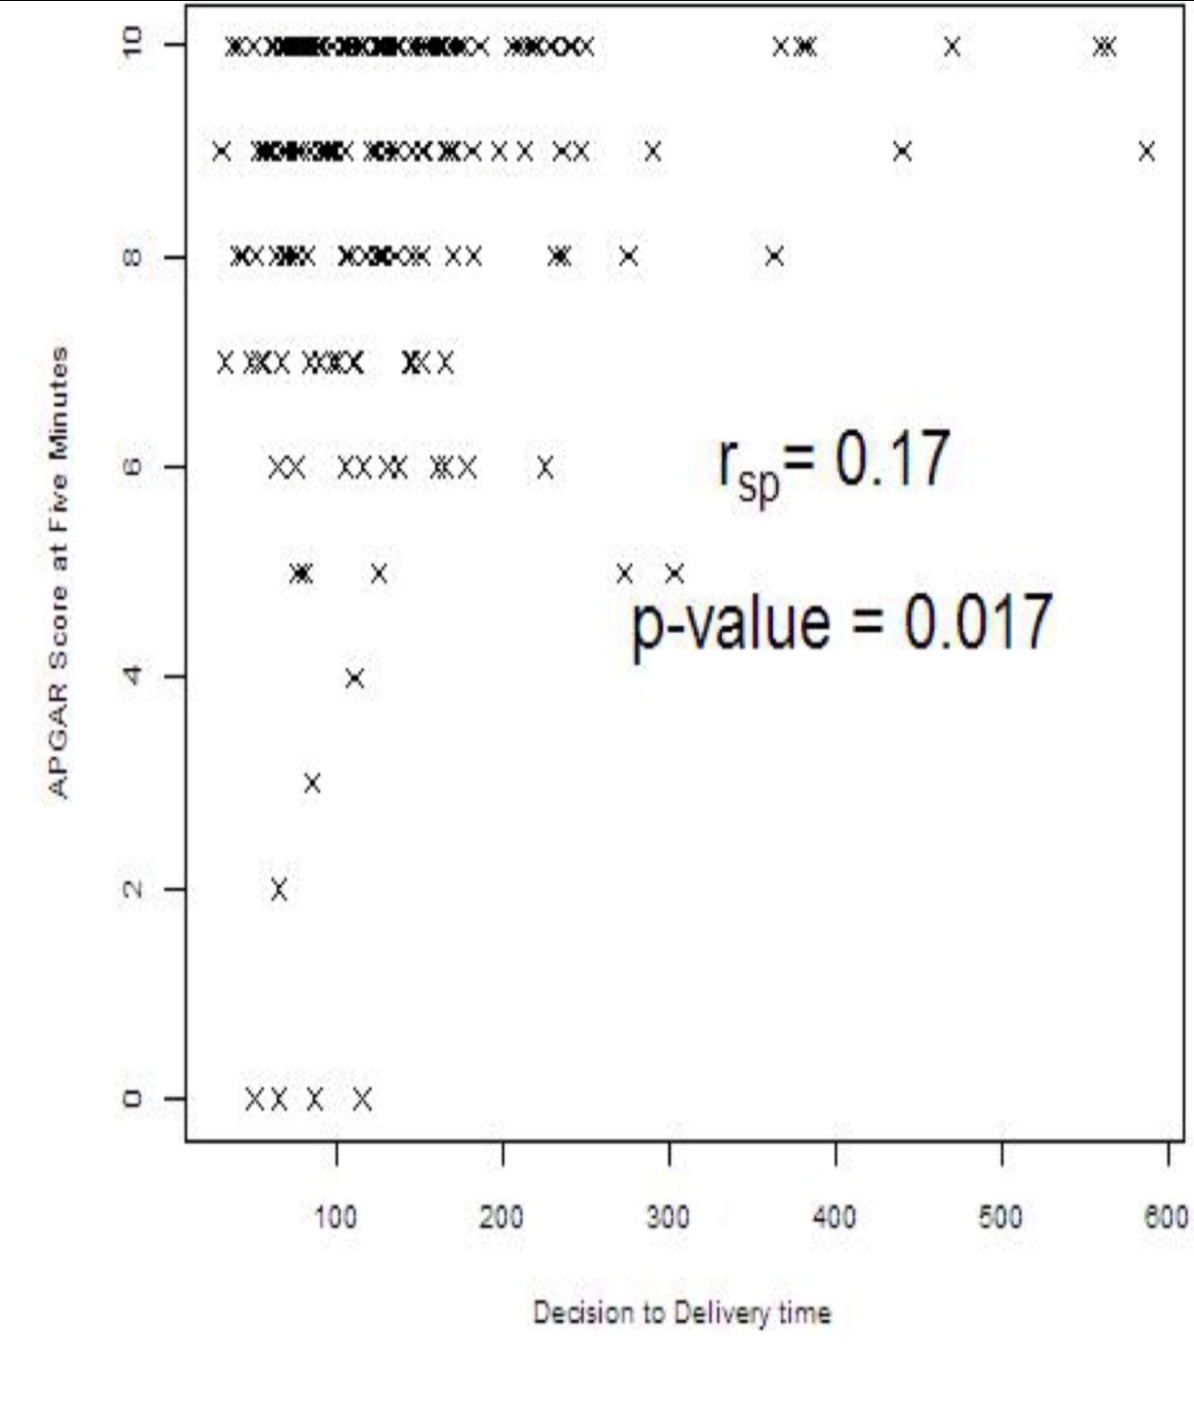 10
8
6
4
2
0
APGAR Score at Five Minutes
rsp= 0.17
p-value = 0.017
100 200 300 400 500 600
Decision to Delivery time